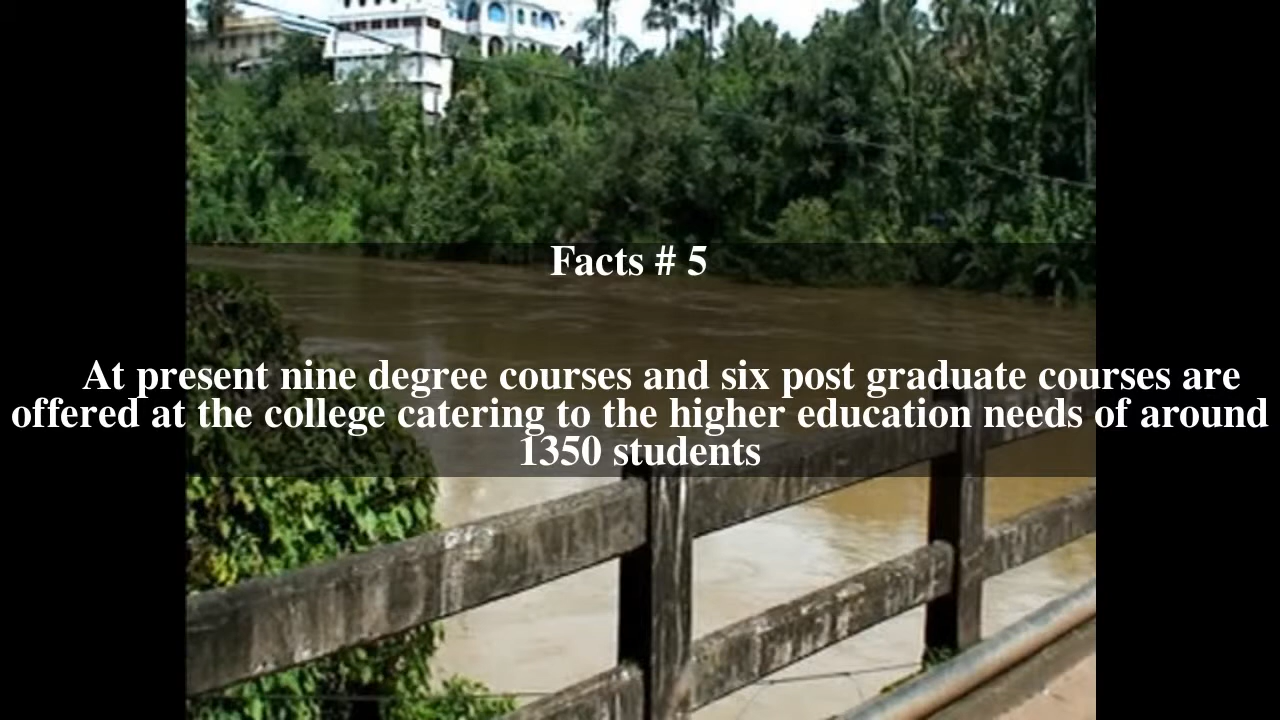 Facts # 5
At present nine degree courses and six post graduate courses are
offered at the college catering to the higher education needs of around
1350 students